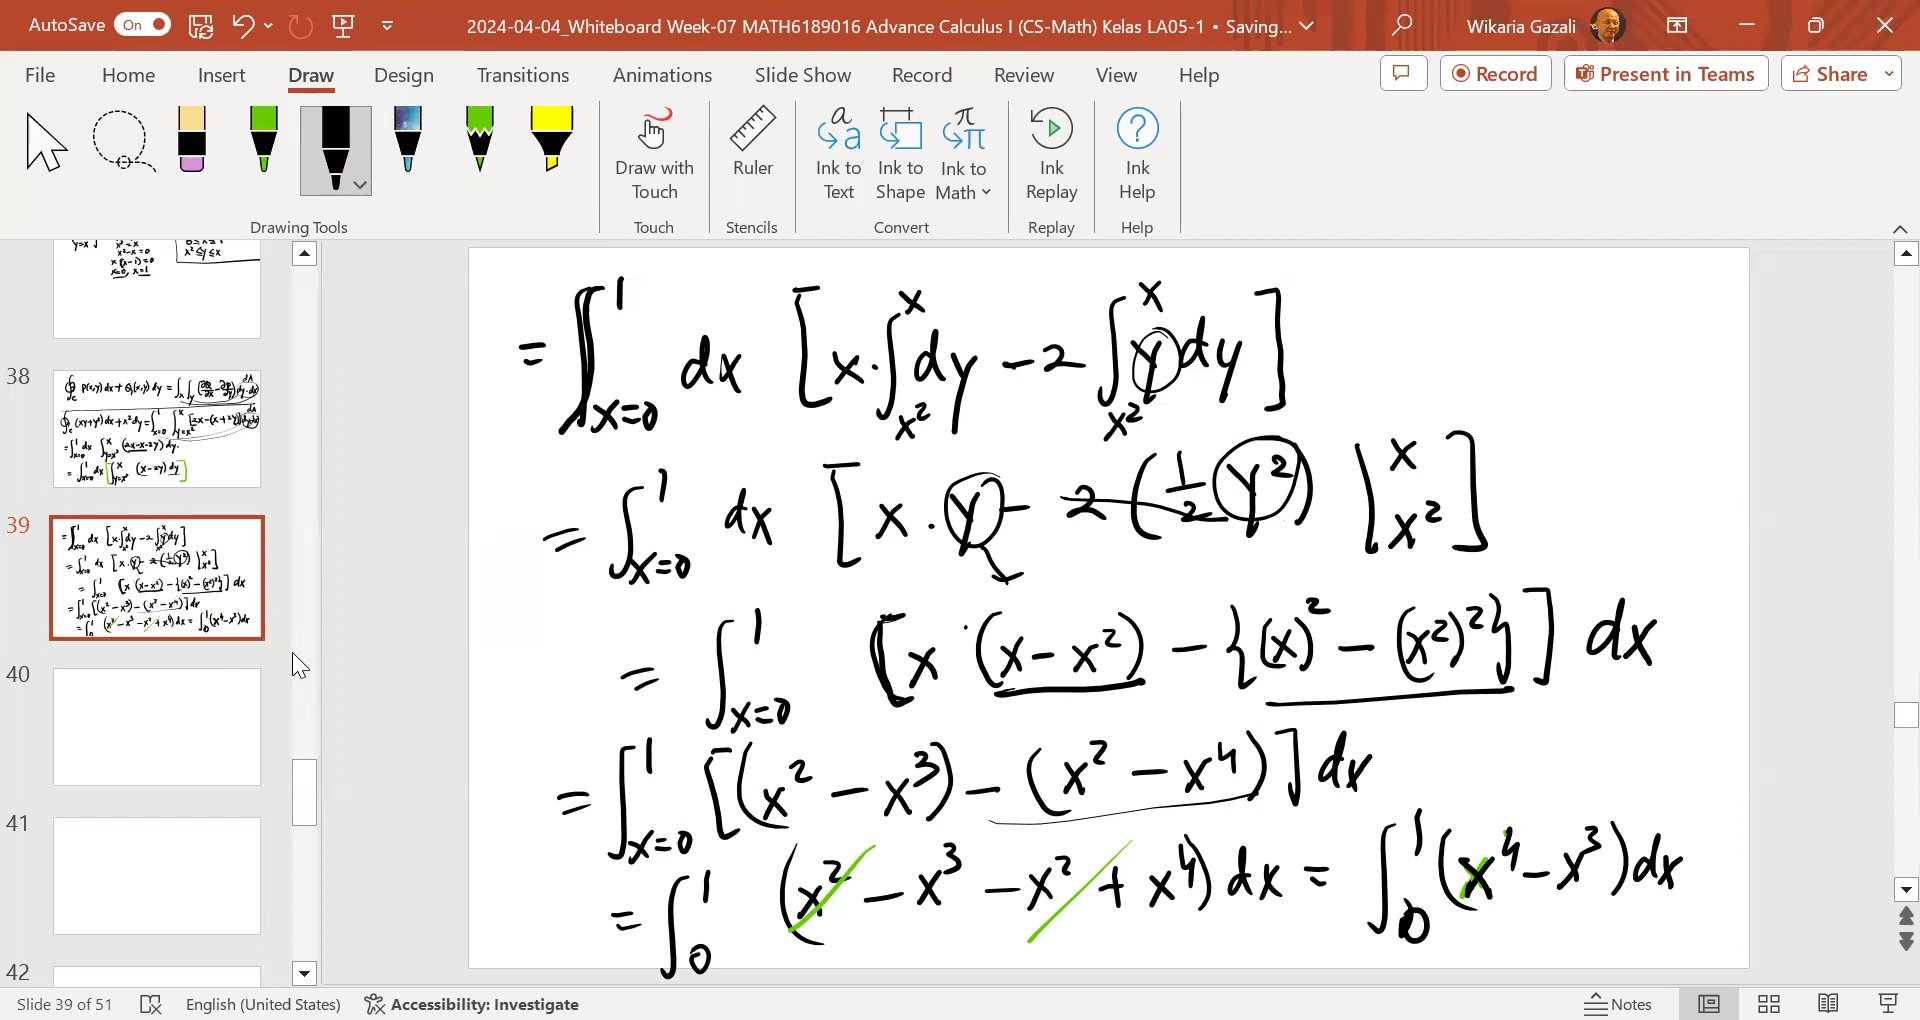 AutoSave On 2024-04-04_Whiteboard Week-07 MATH6189016 Advance Calculus I (CS-Math) Kelas LA05-1 • Saving... Wikaria Gazali
File Home Insert Draw Design Transitions Animations Slide Show Record Review View Help Record Present in Teams Share
Draw with Touch
Ruler
Ink to Text
Ink to Shape
Ink to Math
Ink Replay
Ink Help
Drawing Tools Touch Stencils Convert Replay Help
38
39
40
41
42
= ∫_{x=0}^{1} dx [x · ∫_{x²}^{x} dy − 2 ∫_{x²}^{x} y dy]
= ∫_{x=0}^{1} dx [x · y − 2 (½ y²) |_{x²}^{x}]
= ∫_{x=0}^{1} [x (x − x²) − {(x)² − (x²)²}] dx
= ∫_{x=0}^{1} [(x² − x³) − (x² − x⁴)] dx
= ∫_{0}^{1} (x² − x³ − x² + x⁴) dx = ∫_{0}^{1} (x⁴ − x³) dx
Slide 39 of 51 English (United States) Accessibility: Investigate Notes